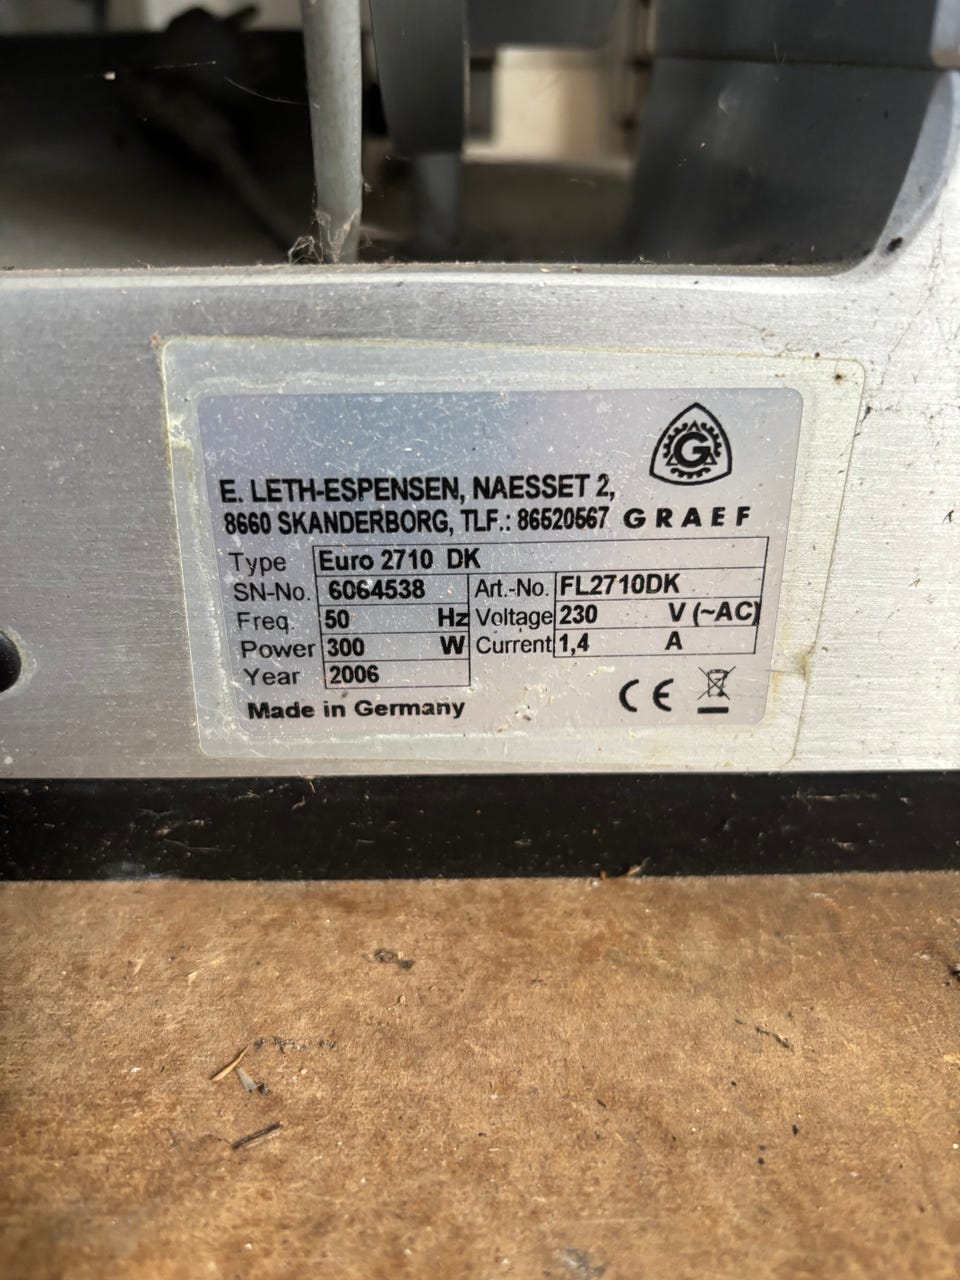 G
E. LETH-ESPENSEN, NAESSET 2,
8660 SKANDERBORG, TLF.: 86520567 GRAEF
Type Euro 2710 DK
SN-No. 6064538 Art.-No. FL2710DK
Freq. 50 Hz Voltage 230 V (~AC)
Power 300 W Current 1,4 A
Year 2006
Made in Germany CE